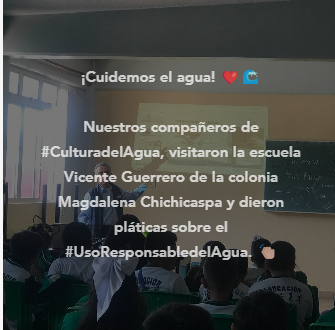 ¡Cuidemos el agua! ❤️ 🌊
Nuestros compañeros de
#CulturadelAgua, visitaron la escuela
Vicente Guerrero de la colonia
Magdalena Chichicaspa y dieron
pláticas sobre el
#UsoResponsabledelAgua. 👏🏻